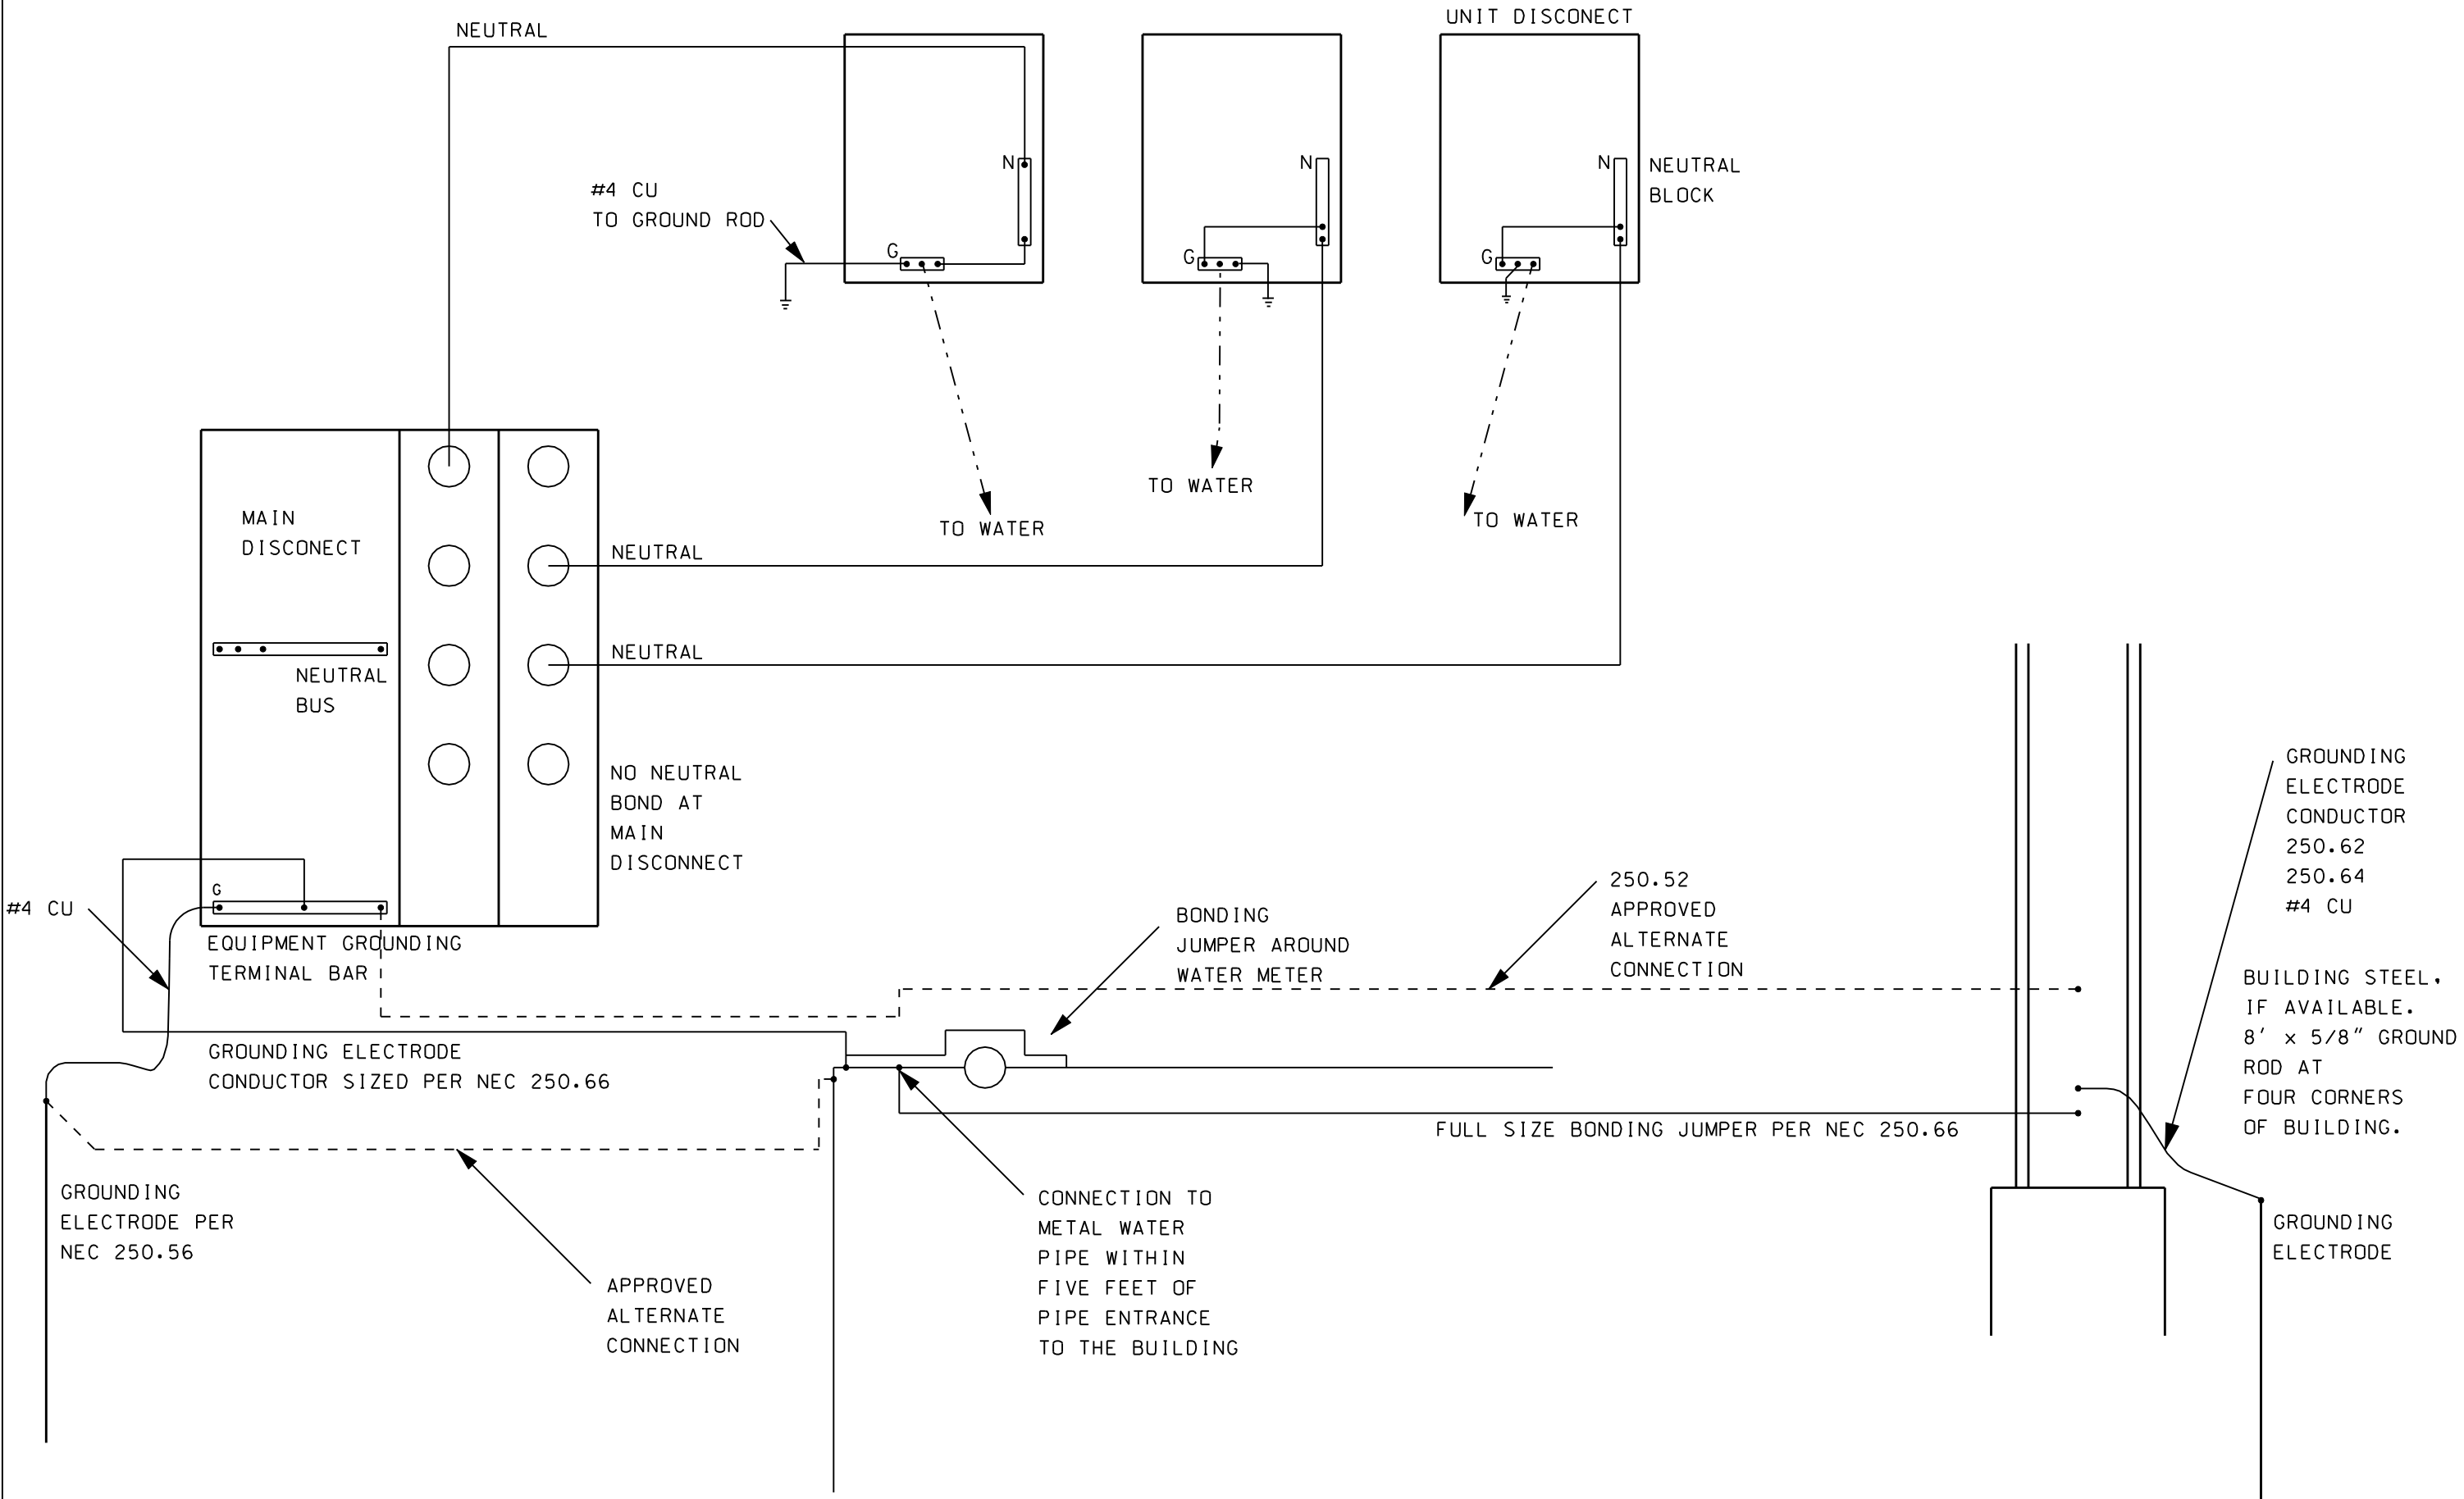 NEUTRAL
UNIT DISCONECT
N
N
N
NEUTRAL
BLOCK
#4 CU
TO GROUND ROD
G
G
G
TO WATER
TO WATER
TO WATER
MAIN
DISCONECT
NEUTRAL
NEUTRAL
NEUTRAL
BUS
NO NEUTRAL
BOND AT
MAIN
DISCONNECT
G
#4 CU
EQUIPMENT GROUNDING
TERMINAL BAR
GROUNDING ELECTRODE
CONDUCTOR SIZED PER NEC 250.66
GROUNDING
ELECTRODE PER
NEC 250.56
APPROVED
ALTERNATE
CONNECTION
BONDING
JUMPER AROUND
WATER METER
CONNECTION TO
METAL WATER
PIPE WITHIN
FIVE FEET OF
PIPE ENTRANCE
TO THE BUILDING
250.52
APPROVED
ALTERNATE
CONNECTION
FULL SIZE BONDING JUMPER PER NEC 250.66
GROUNDING
ELECTRODE
CONDUCTOR
250.62
250.64
#4 CU
BUILDING STEEL,
IF AVAILABLE.
8' x 5/8" GROUND
ROD AT
FOUR CORNERS
OF BUILDING.
GROUNDING
ELECTRODE